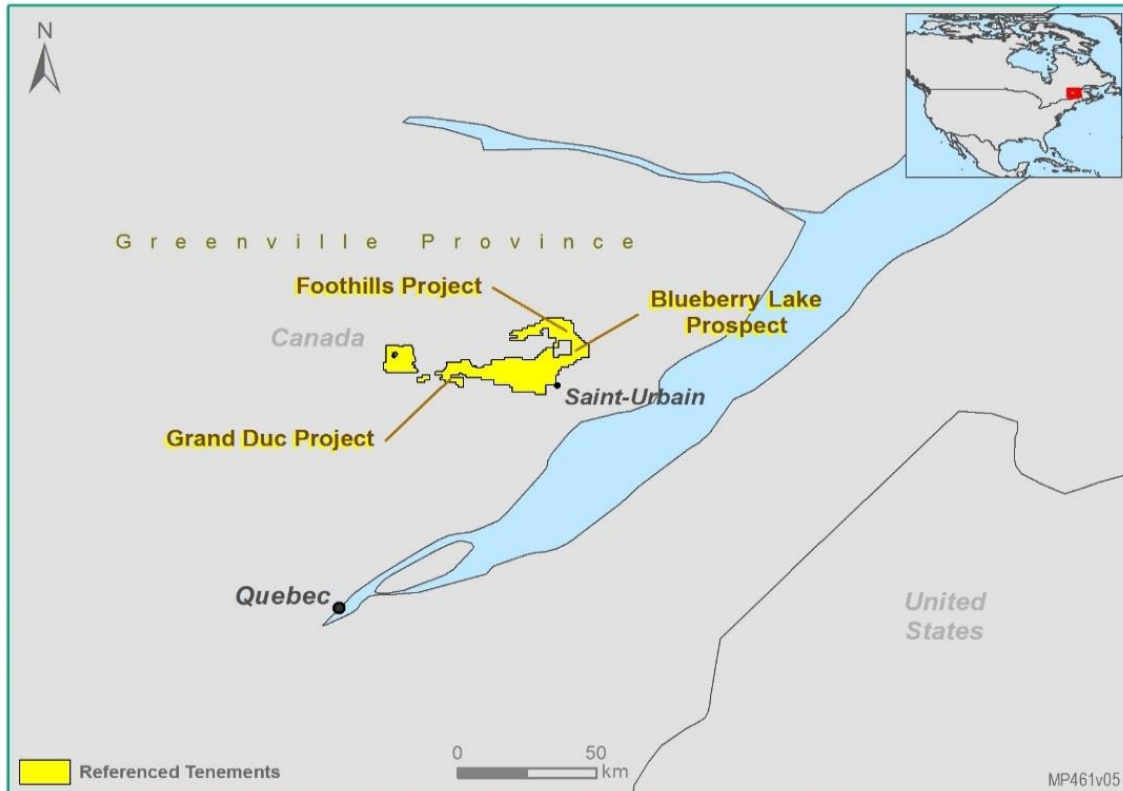 N
Greenville Province
Foothills Project
Blueberry Lake
Prospect
Canada
Saint-Urbain
Grand Duc Project
Quebec
United
States
0 50
km
Referenced Tenements
MP461v05